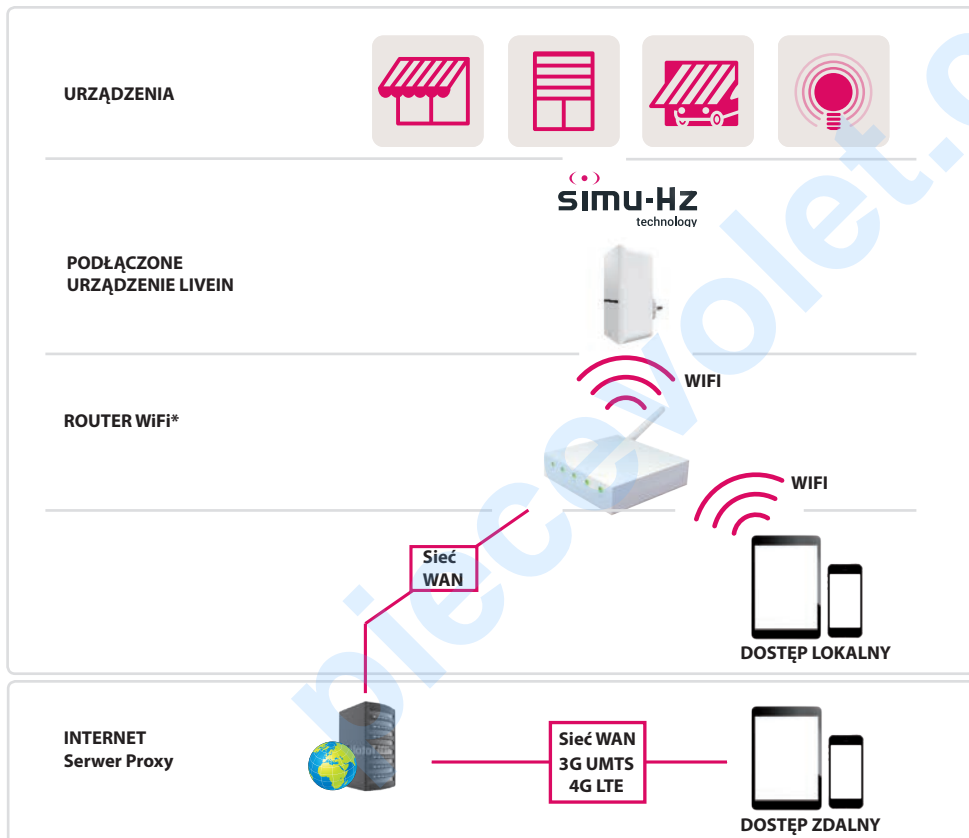 URZĄDZENIA
simu-Hz
technology
PODŁĄCZONE
URZĄDZENIE LIVEIN
WIFI
ROUTER WiFi*
WIFI
Sieć
WAN
DOSTĘP LOKALNY
INTERNET
Serwer Proxy
Sieć WAN
3G UMTS
4G LTE
DOSTĘP ZDALNY
piecevolet.c